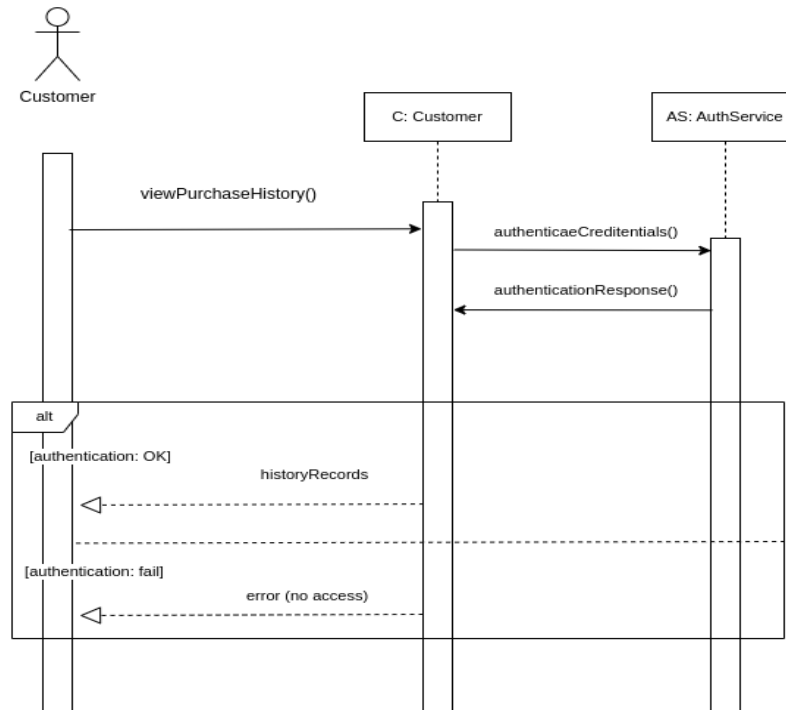 Customer
C: Customer
AS: AuthService
viewPurchaseHistory()
authenticaeCreditentials()
authenticationResponse()
alt
[authentication: OK]
historyRecords
[authentication: fail]
error (no access)